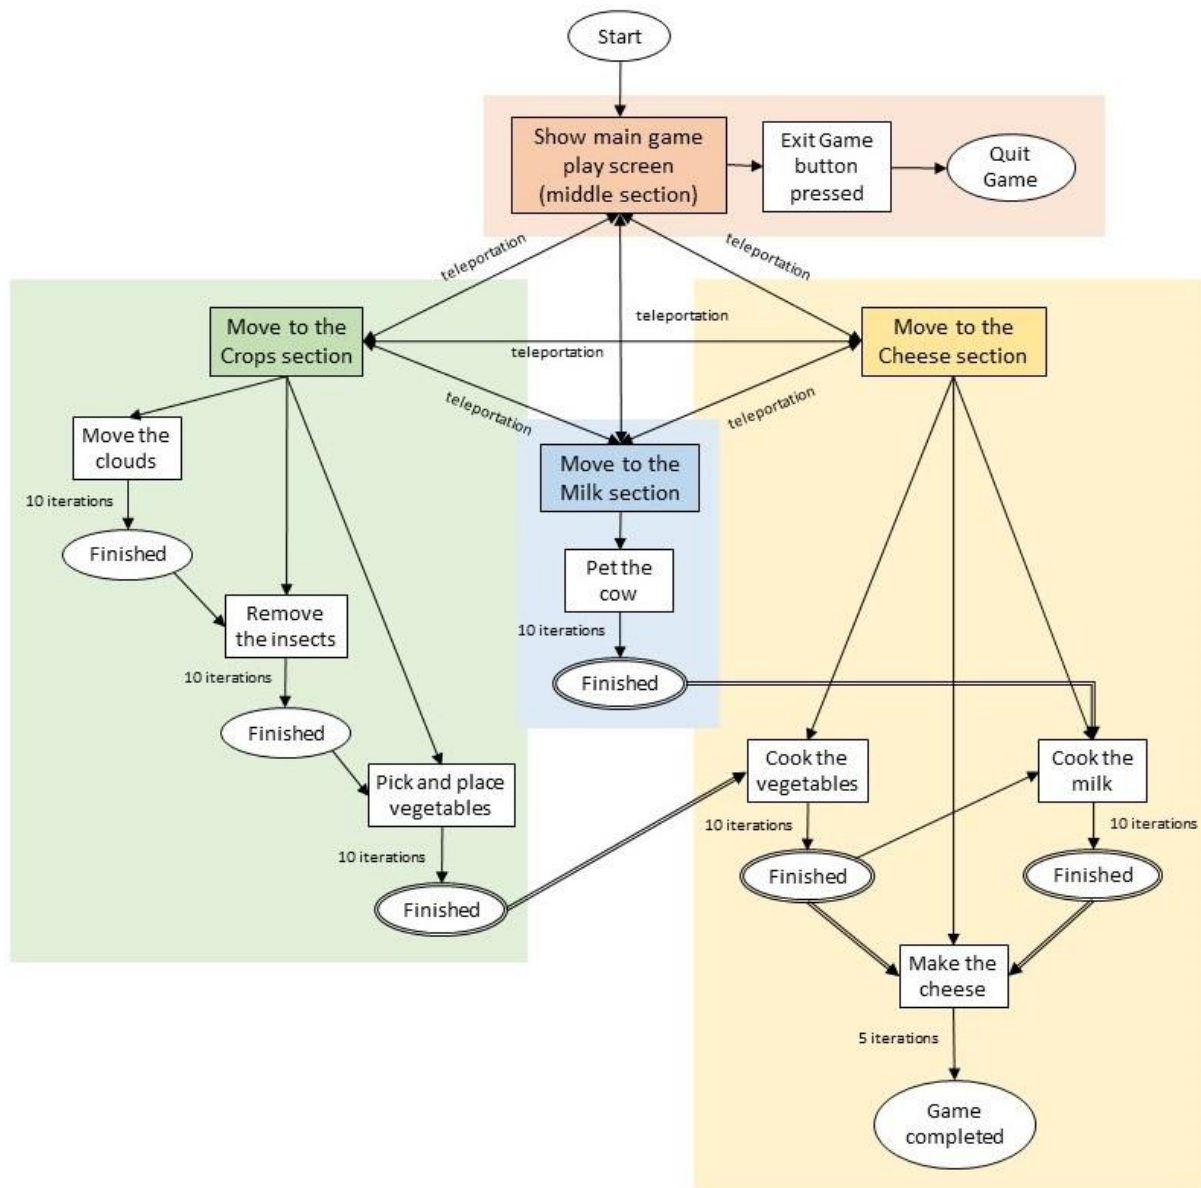 Start
Show main game
play screen
(middle section)
Exit Game
button
pressed
Quit
Game
teleportation
teleportation
teleportation
teleportation
teleportation
teleportation
Move to the
Crops section
Move to the
Cheese section
Move to the
Milk section
Move the
clouds
10 iterations
Finished
Remove
the insects
10 iterations
Finished
Pick and place
vegetables
10 iterations
Finished
Pet the
cow
10 iterations
Finished
Cook the
vegetables
10 iterations
Finished
Cook the
milk
10 iterations
Finished
Make the
cheese
5 iterations
Game
completed